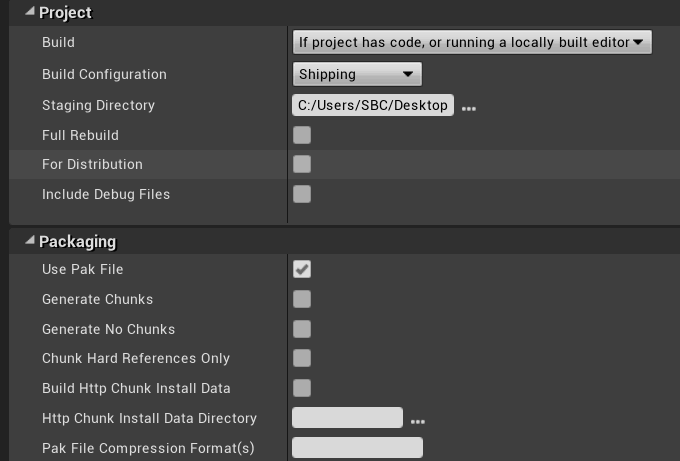 Project
Build If project has code, or running a locally built editor
Build Configuration Shipping
Staging Directory C:/Users/SBC/Desktop ...
Full Rebuild
For Distribution
Include Debug Files
Packaging
Use Pak File
Generate Chunks
Generate No Chunks
Chunk Hard References Only
Build Http Chunk Install Data
Http Chunk Install Data Directory ...
Pak File Compression Format(s)